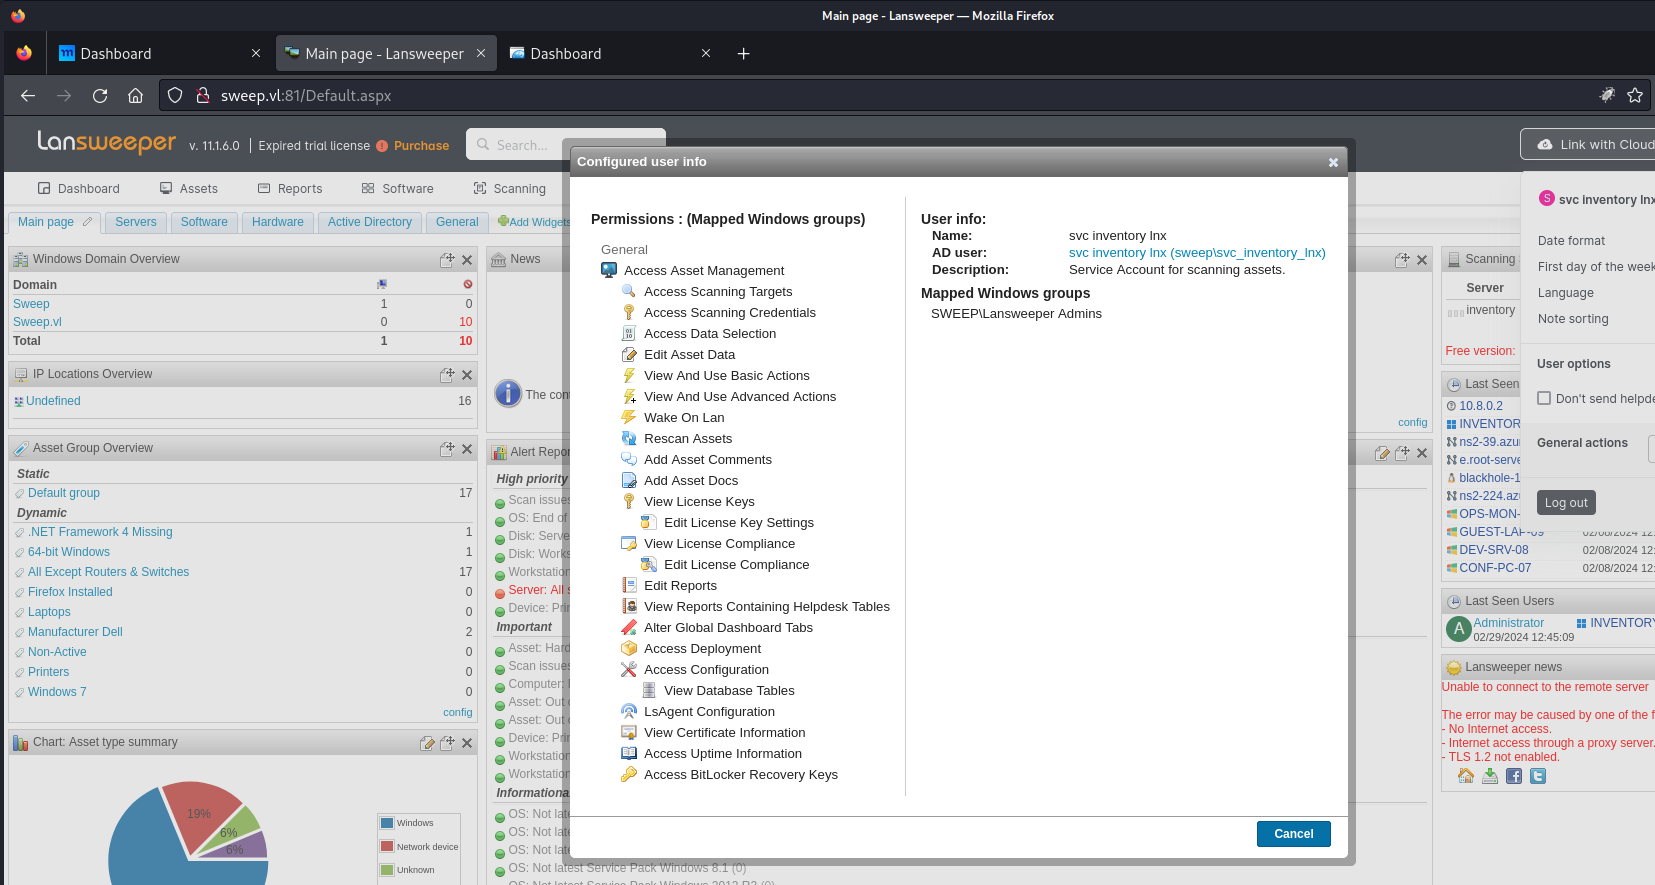 Main page - Lansweeper — Mozilla Firefox
Dashboard
Main page - Lansweeper
Dashboard
sweep.vl:81/Default.aspx
Lansweeper
v. 11.1.6.0
Expired trial license
Purchase
Search...
Link with Cloud
Dashboard
Assets
Reports
Software
Scanning
Main page
Servers
Software
Hardware
Active Directory
General
Add Widgets
Windows Domain Overview
Domain
Sweep 1 0
Sweep.vl 0 10
Total 1 10
IP Locations Overview
Undefined 16
Asset Group Overview
Static
Default group 17
Dynamic
.NET Framework 4 Missing 1
64-bit Windows 1
All Except Routers & Switches 17
Firefox Installed 0
Laptops 0
Manufacturer Dell 2
Non-Active 0
Printers 0
Windows 7 0
config
Chart: Asset type summary
19%
6%
6%
Windows
Network device
Unknown
News
The con
config
Alert Repor
High priority
Scan issues
OS: End of
Disk: Serve
Disk: Works
Workstation
Server: All s
Device: Prin
Important
Asset: Hard
Scan issues
Computer:
Asset: Out o
Asset: Out
Device: Prin
Workstation
Workstation
Informational
OS: Not late
OS: Not late
OS: Not late
OS: Not latest Service Pack Windows 8.1 (0)
OS: Not latest Service Pack Windows 2012 R2 (0)
Configured user info
Permissions : (Mapped Windows groups)
General
Access Asset Management
Access Scanning Targets
Access Scanning Credentials
Access Data Selection
Edit Asset Data
View And Use Basic Actions
View And Use Advanced Actions
Wake On Lan
Rescan Assets
Add Asset Comments
Add Asset Docs
View License Keys
Edit License Key Settings
View License Compliance
Edit License Compliance
Edit Reports
View Reports Containing Helpdesk Tables
Alter Global Dashboard Tabs
Access Deployment
Access Configuration
View Database Tables
LsAgent Configuration
View Certificate Information
Access Uptime Information
Access BitLocker Recovery Keys
User info:
Name: svc inventory lnx
AD user: svc inventory lnx (sweep\svc_inventory_lnx)
Description: Service Account for scanning assets.
Mapped Windows groups
SWEEP\Lansweeper Admins
Cancel
Scanning
Server
inventory
Free version:
Last Seen
10.8.0.2
INVENTOR
ns2-39.azu
e.root-serve
blackhole-1
ns2-224.azu
OPS-MON-
GUEST-LAP-09 02/08/2024 12:
DEV-SRV-08 02/08/2024 12:
CONF-PC-07 02/08/2024 12:
S svc inventory lnx
Date format
First day of the week
Language
Note sorting
User options
Don't send helpde
General actions
Log out
Last Seen Users
A
Administrator INVENTORY
02/29/2024 12:45:09
Lansweeper news
Unable to connect to the remote server
The error may be caused by one of the f
- No Internet access.
- Internet access through a proxy server.
- TLS 1.2 not enabled.